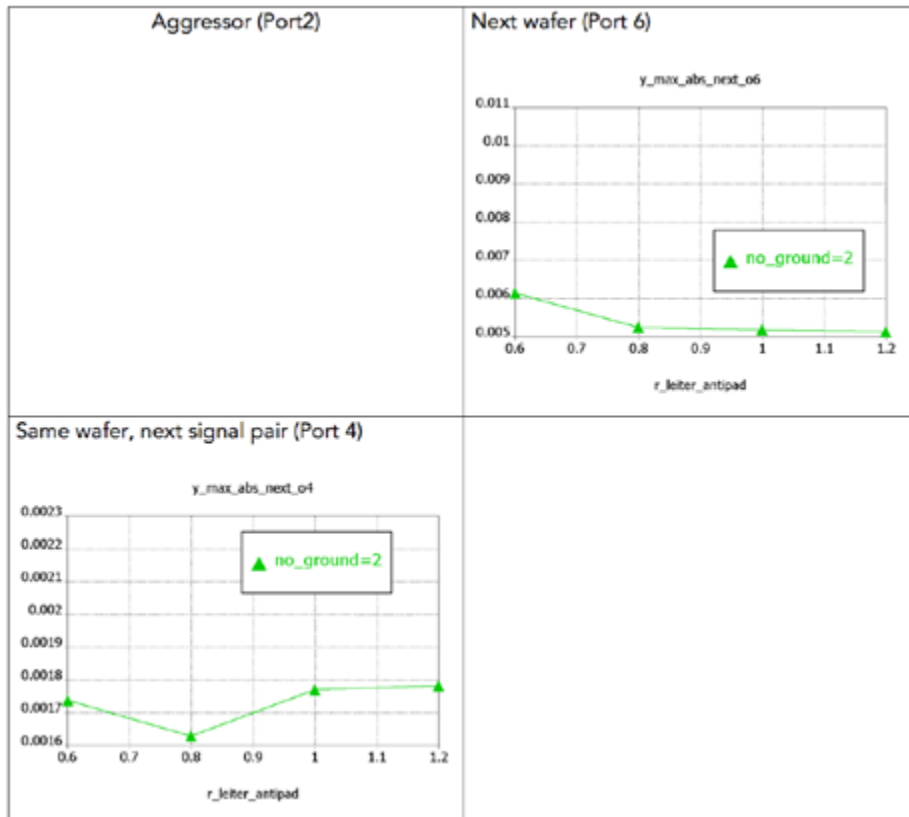 Aggressor (Port2)
Next wafer (Port 6)
y_max_abs_next_o6
0.011
0.01
0.009
0.008
0.007
0.006
0.005
no_ground=2
0.6 0.7 0.8 0.9 1 1.1 1.2
r_leiter_antipad
Same wafer, next signal pair (Port 4)
y_max_abs_next_o4
0.0023
0.0022
0.0021
0.002
0.0019
0.0018
0.0017
0.0016
no_ground=2
0.6 0.7 0.8 0.9 1 1.1 1.2
r_leiter_antipad